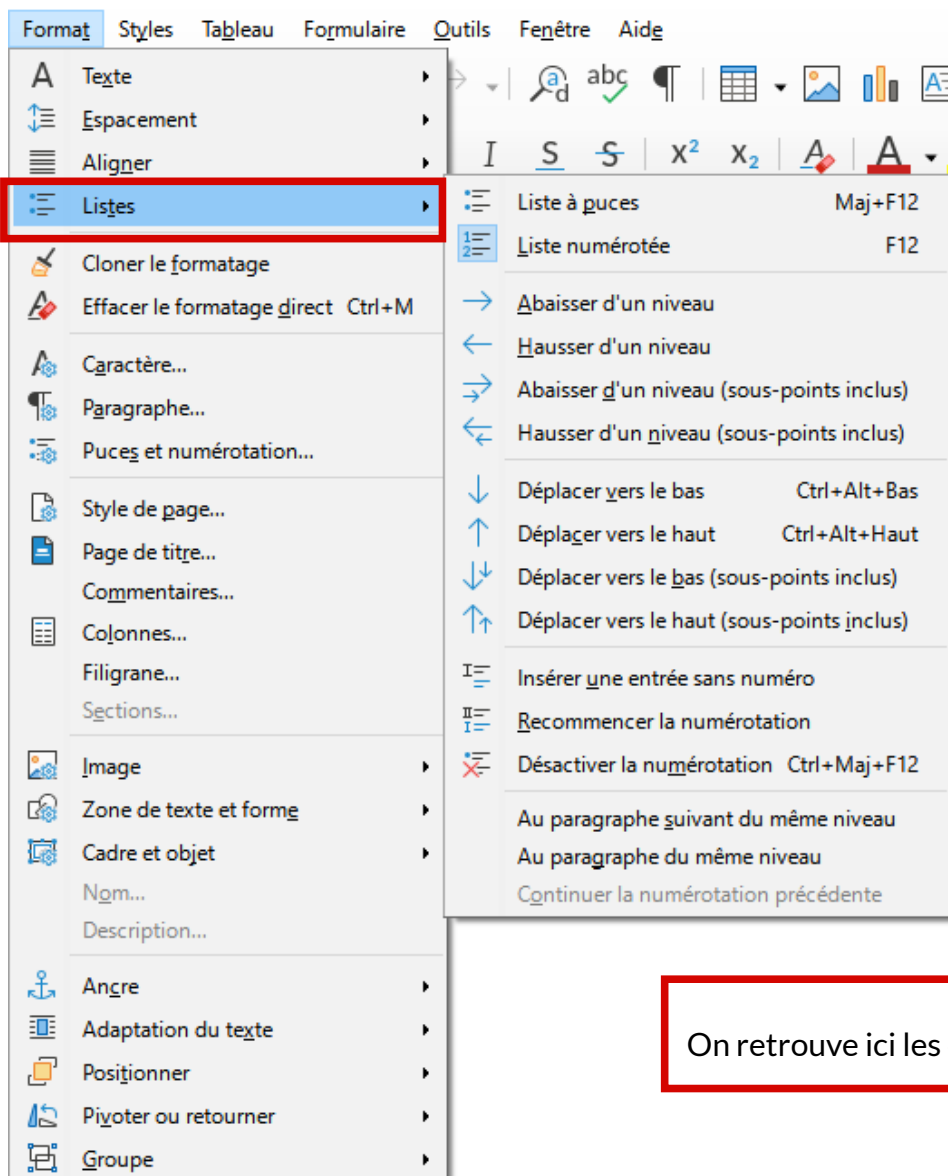 Format Styles Tableau Formulaire Outils Fenêtre Aide
Texte
Espacement
Aligner
Listes
Cloner le formatage
Effacer le formatage direct Ctrl+M
Caractère...
Paragraphe...
Puces et numérotation...
Style de page...
Page de titre...
Commentaires...
Colonnes...
Filigrane...
Sections...
Image
Zone de texte et forme
Cadre et objet
Nom...
Description...
Ancre
Adaptation du texte
Positionner
Pivoter ou retourner
Groupe
abc
I S S X² X₂ A A
Liste à puces Maj+F12
Liste numérotée F12
Abaisser d'un niveau
Hausser d'un niveau
Abaisser d'un niveau (sous-points inclus)
Hausser d'un niveau (sous-points inclus)
Déplacer vers le bas Ctrl+Alt+Bas
Déplacer vers le haut Ctrl+Alt+Haut
Déplacer vers le bas (sous-points inclus)
Déplacer vers le haut (sous-points inclus)
Insérer une entrée sans numéro
Recommencer la numérotation
Désactiver la numérotation Ctrl+Maj+F12
Au paragraphe suivant du même niveau
Au paragraphe du même niveau
Continuer la numérotation précédente
On retrouve ici les